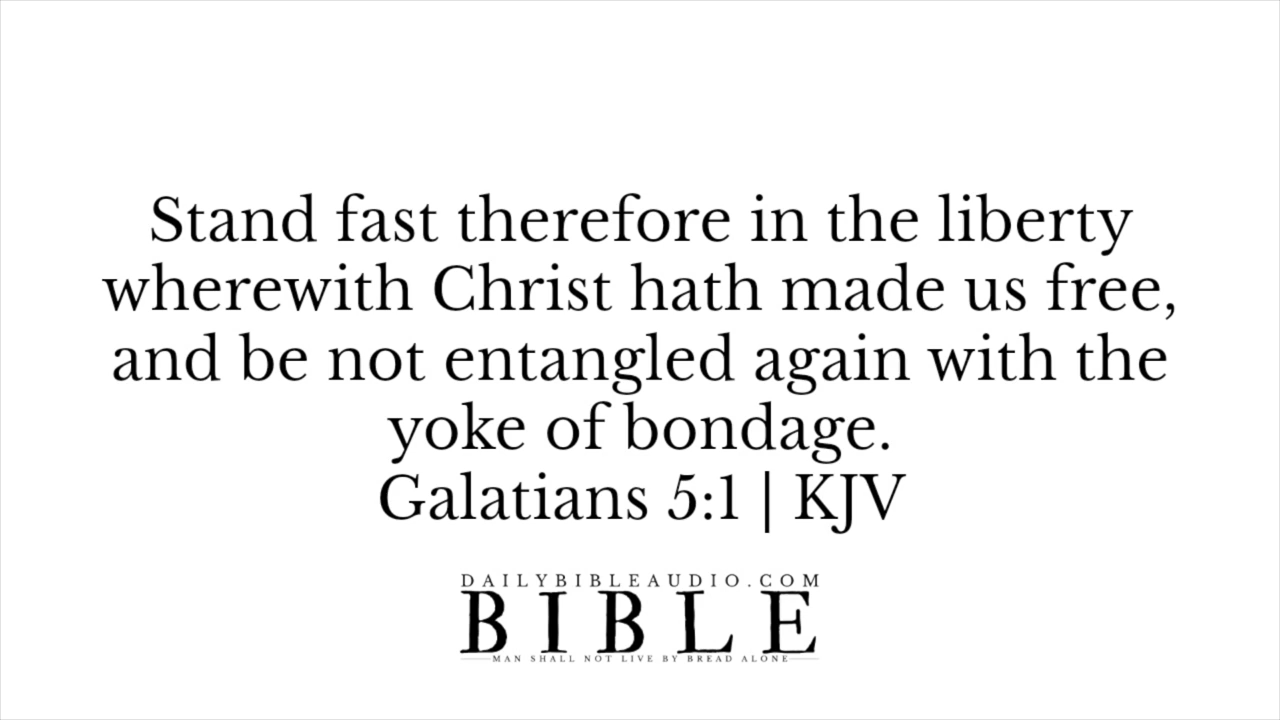 Stand fast therefore in the liberty
wherewith Christ hath made us free,
and be not entangled again with the
yoke of bondage.
Galatians 5:1 | KJV
DAILYBIBLEAUDIO.COM
BIBLE
MAN SHALL NOT LIVE BY BREAD ALONE